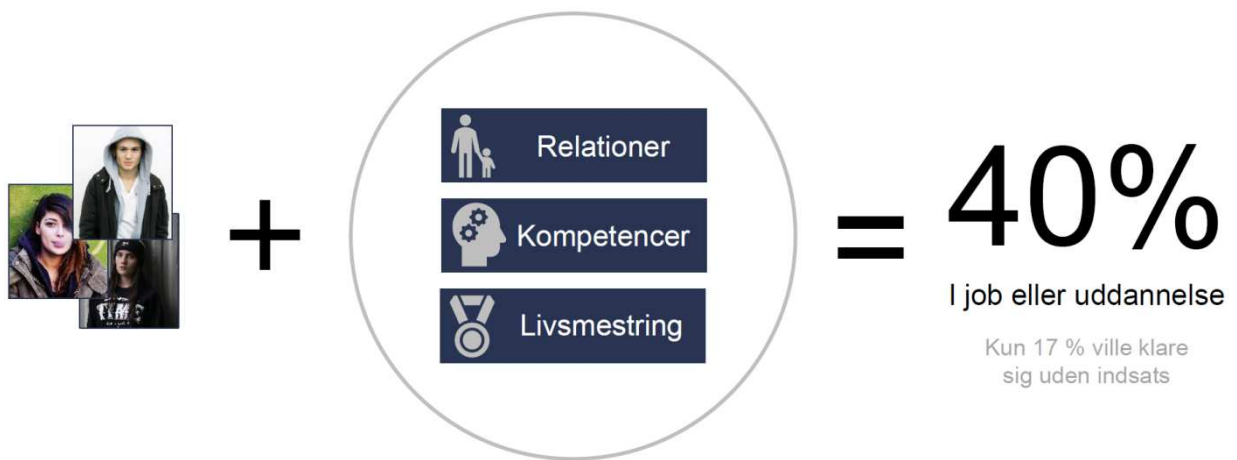 +
Relationer
Kompetencer
Livsmestring
=
40%
I job eller uddannelse
Kun 17 % ville klare
sig uden indsats